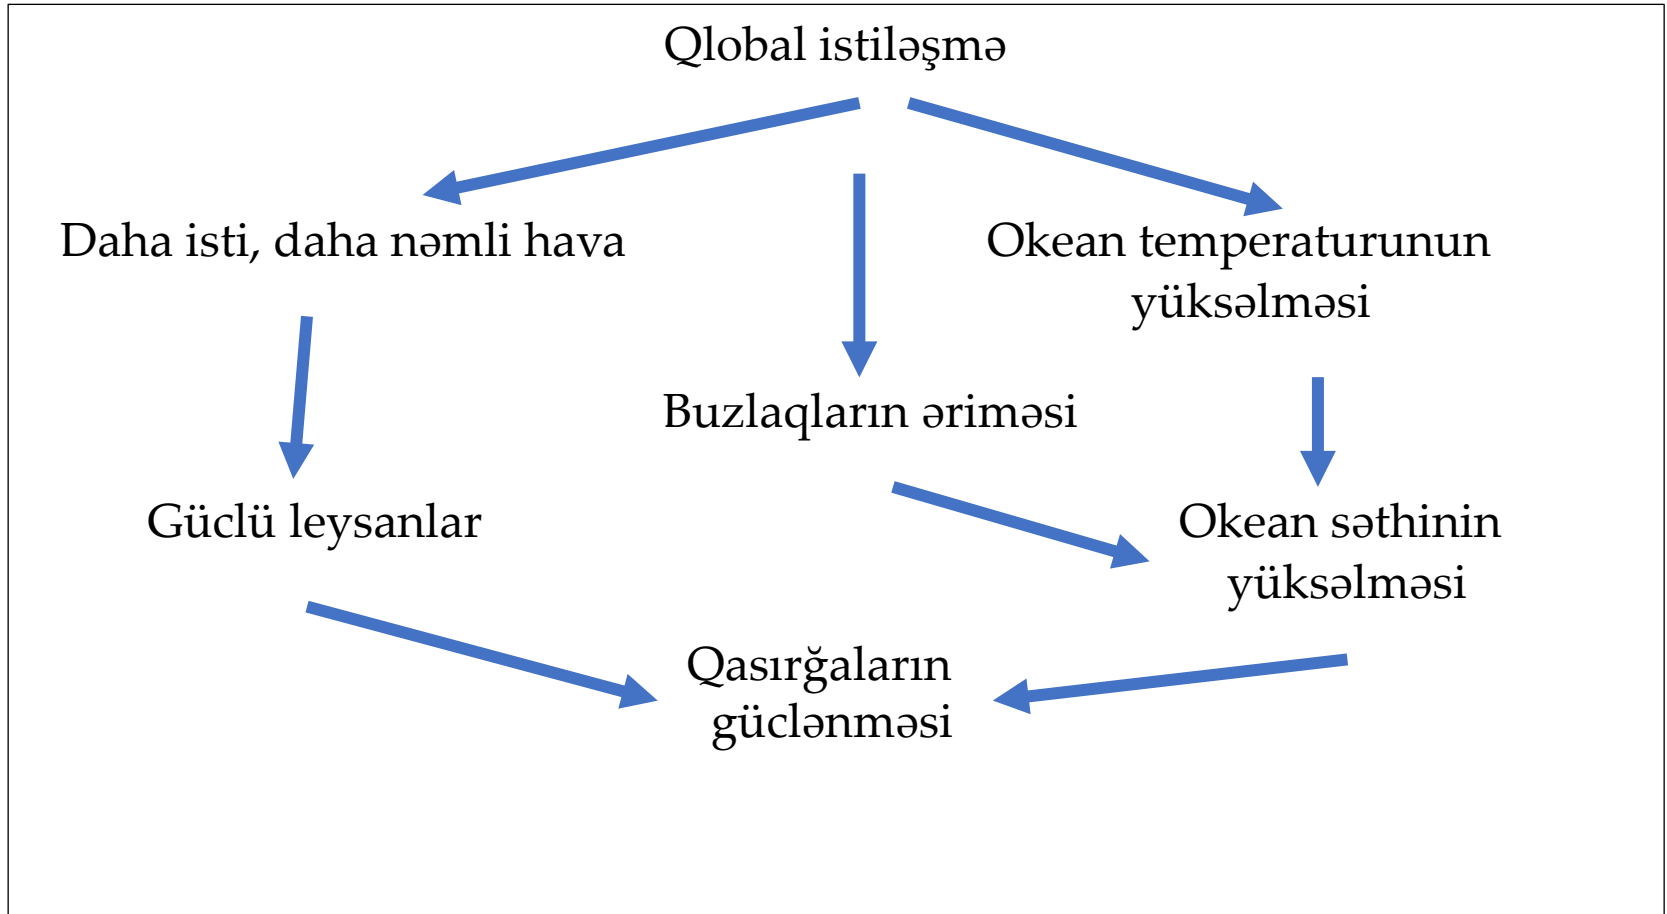 Qlobal istiləşmə
Daha isti, daha nəmli hava
Okean temperaturunun
yüksəlməsi
Buzlaqların əriməsi
Güclü leysanlar
Okean səthinin
yüksəlməsi
Qasırğaların
güclənməsi